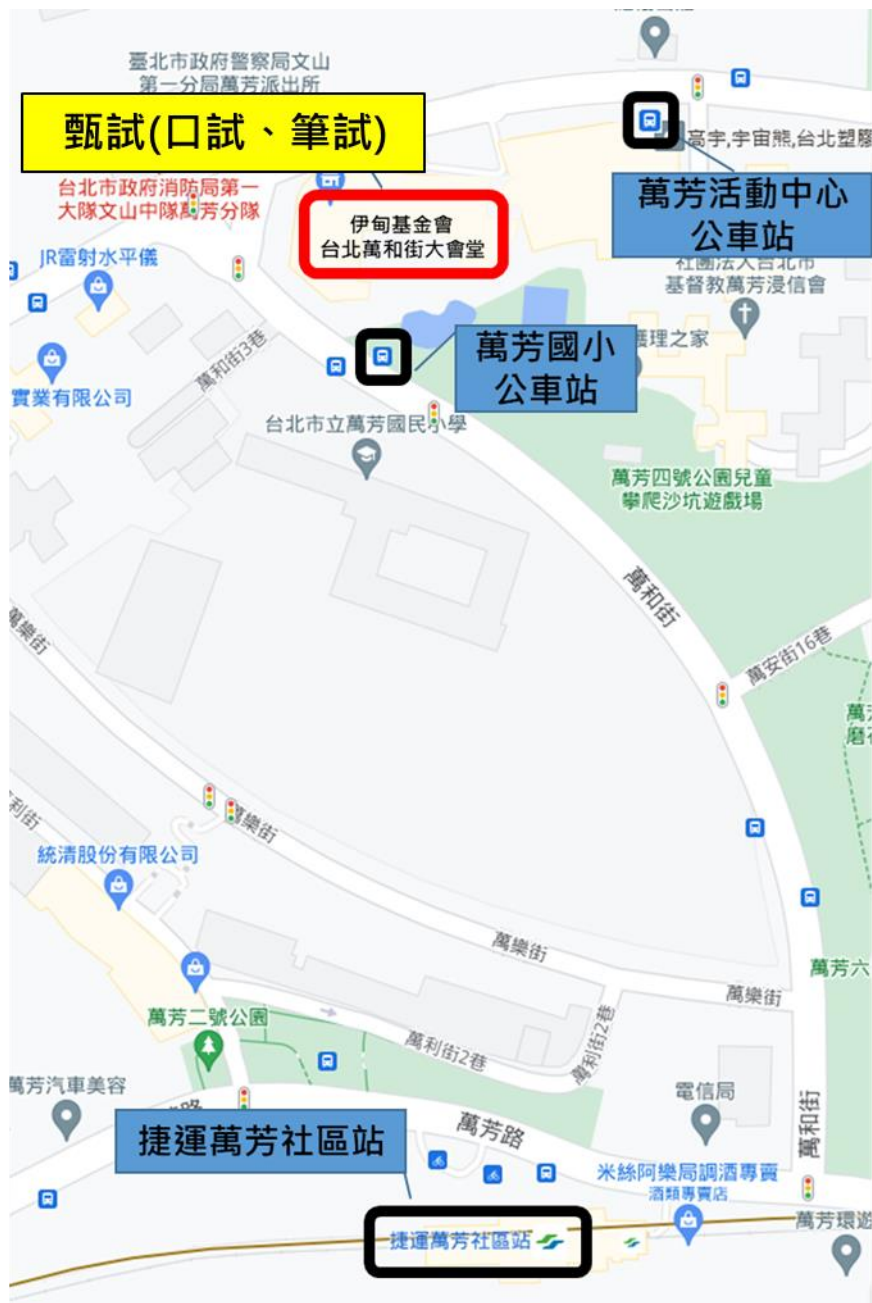 臺北市政府警察局文山
第一分局萬芳派出所
甄試(口試、筆試)
高宇,宇宙熊,台北塑膠
萬芳活動中心
公車站
台北市政府消防局第一
大隊文山中隊萬芳分隊
伊甸基金會
台北萬和街大會堂
JR雷射水平儀
社團法人台北市
基督教萬芳浸信會
萬芳國小
公車站
護理之家
萬和街3巷
實業有限公司
台北市立萬芳國民小學
萬芳四號公園兒童
攀爬沙坑遊戲場
萬和街
萬樂街
萬安街16巷
利街
萬樂街
統清股份有限公司
萬樂街
萬芳六
萬樂街
萬芳二號公園
萬利街2巷
萬利街2巷
萬芳汽車美容
電信局
萬和街
萬芳路
捷運萬芳社區站
米絲阿樂局調酒專賣
酒類專賣店
捷運萬芳社區站
萬芳環遊